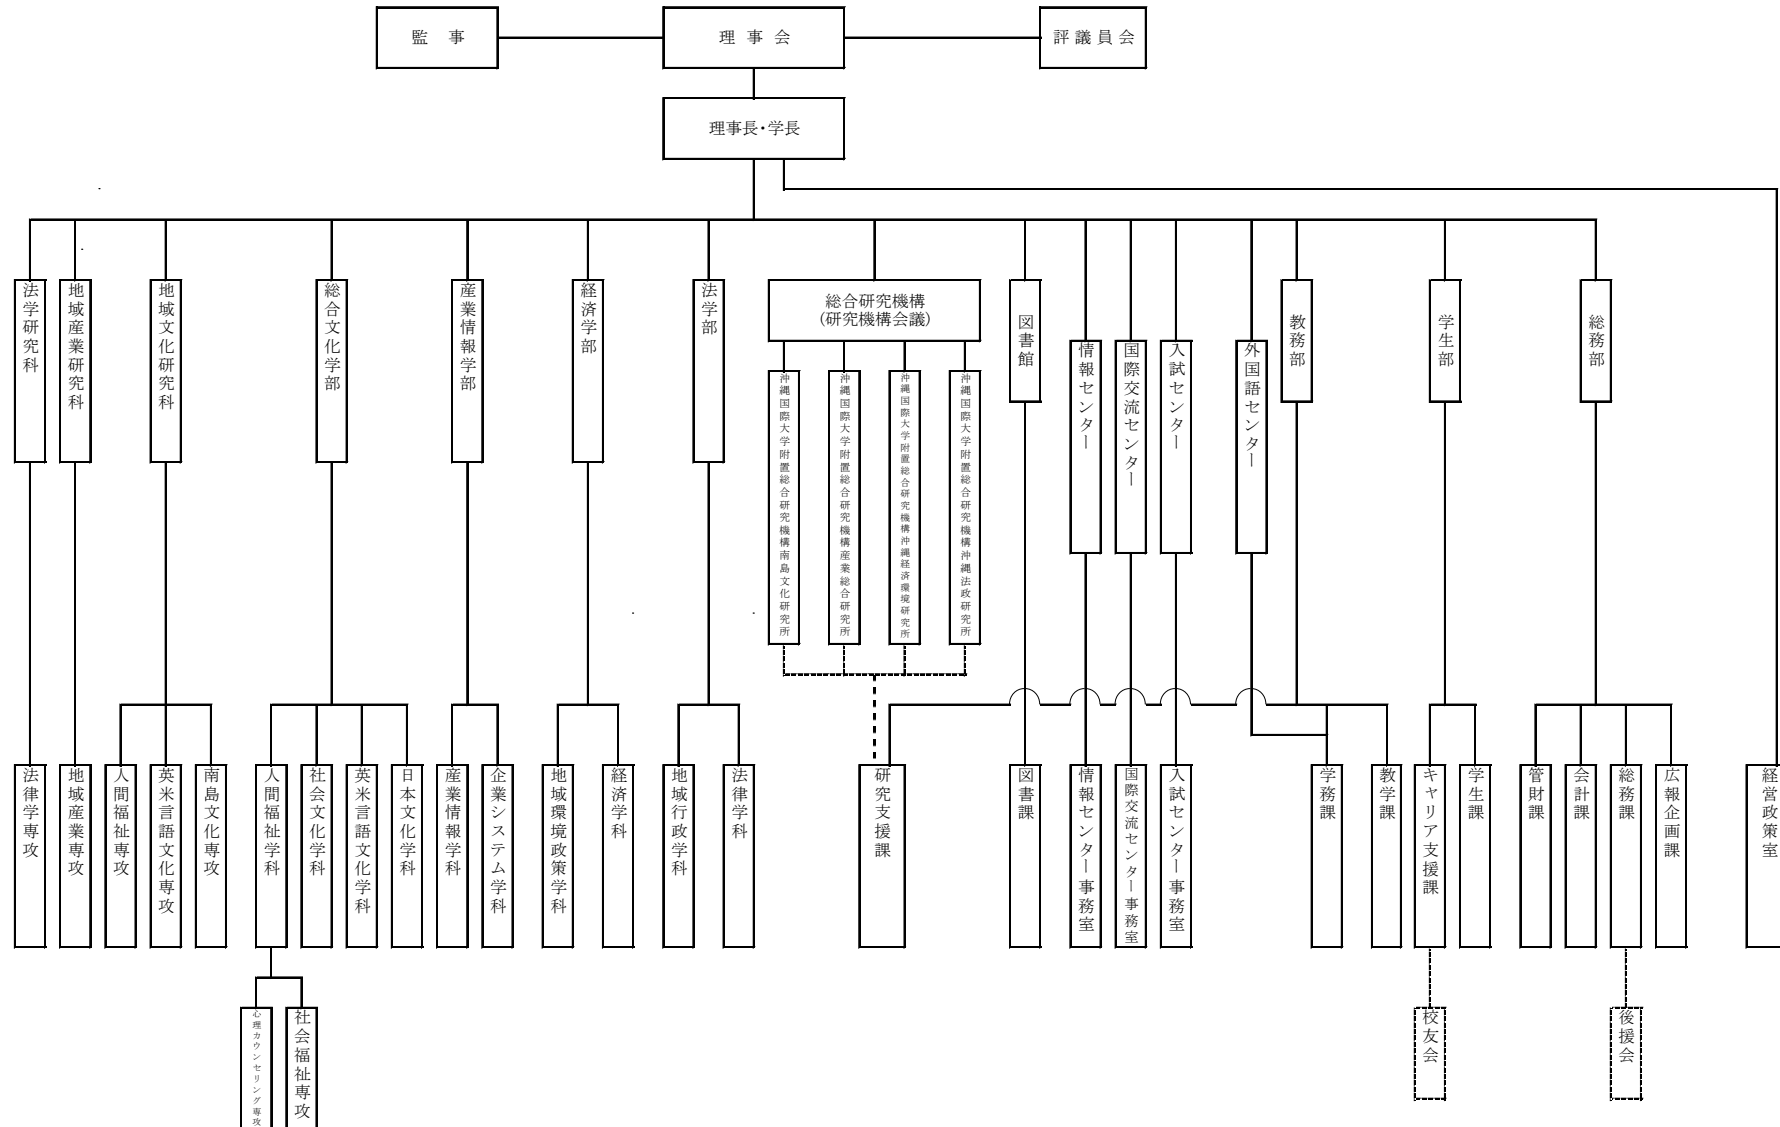 監 事
理 事 会
評 議 員 会
理事長・学長
法学研究科
地域産業研究科
地域文化研究科
総合文化学部
産業情報学部
経済学部
法学部
総合研究機構
(研究機構会議)
図書館
情報センター
国際交流センター
入試センター
外国語センター
教務部
学生部
総務部
沖縄国際大学附置総合研究機構南島文化研究所
沖縄国際大学附置総合研究機構産業総合研究所
沖縄国際大学附置総合研究機構沖縄経済環境研究所
沖縄国際大学附置総合研究機構沖縄法政研究所
法律学専攻
地域産業専攻
人間福祉専攻
英米言語文化専攻
南島文化専攻
人間福祉学科
社会文化学科
英米言語文化学科
日本文化学科
産業情報学科
企業システム学科
地域環境政策学科
経済学科
地域行政学科
法律学科
研究支援課
図書課
情報センター事務室
国際交流センター事務室
入試センター事務室
学務課
教学課
キャリア支援課
学生課
管財課
会計課
総務課
広報企画課
経営政策室
心理カウンセリング専攻
社会福祉専攻
校友会
後援会